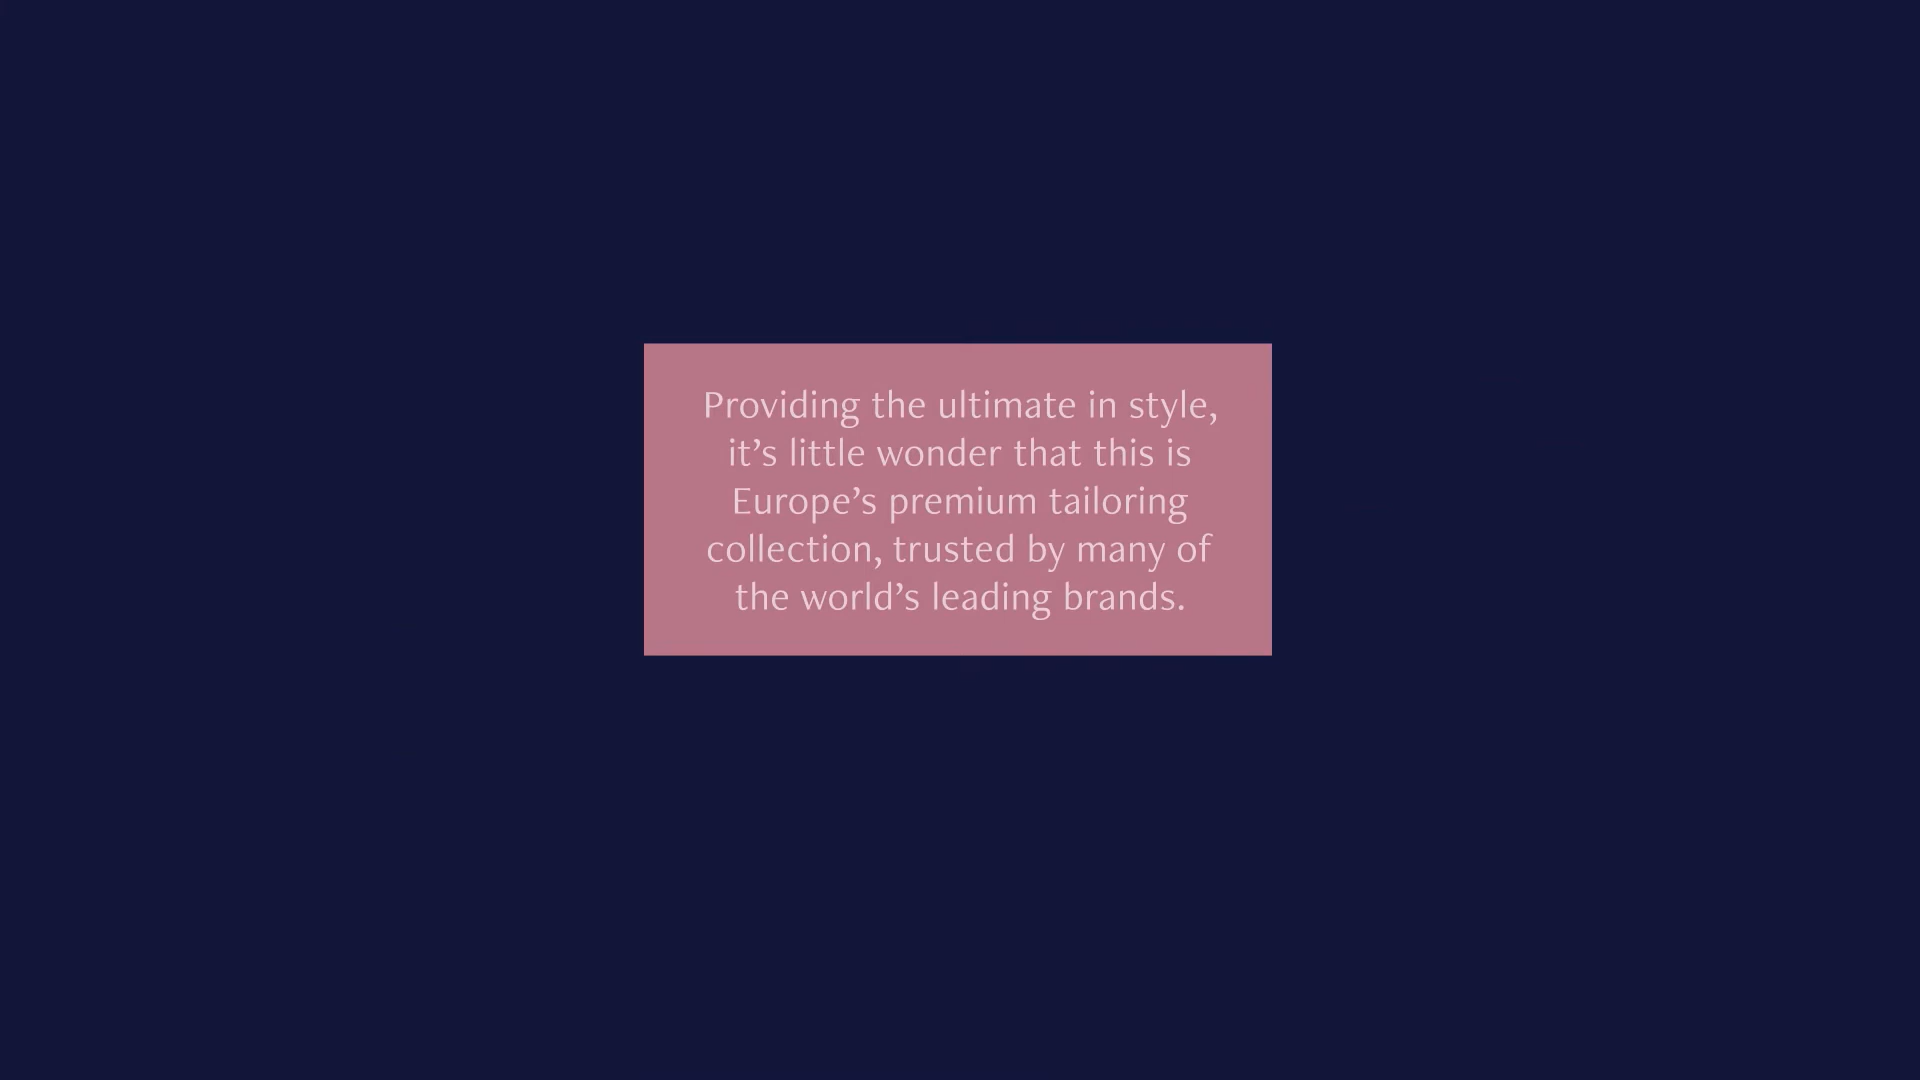 Providing the ultimate in style,
it’s little wonder that this is
Europe’s premium tailoring
collection, trusted by many of
the world’s leading brands.